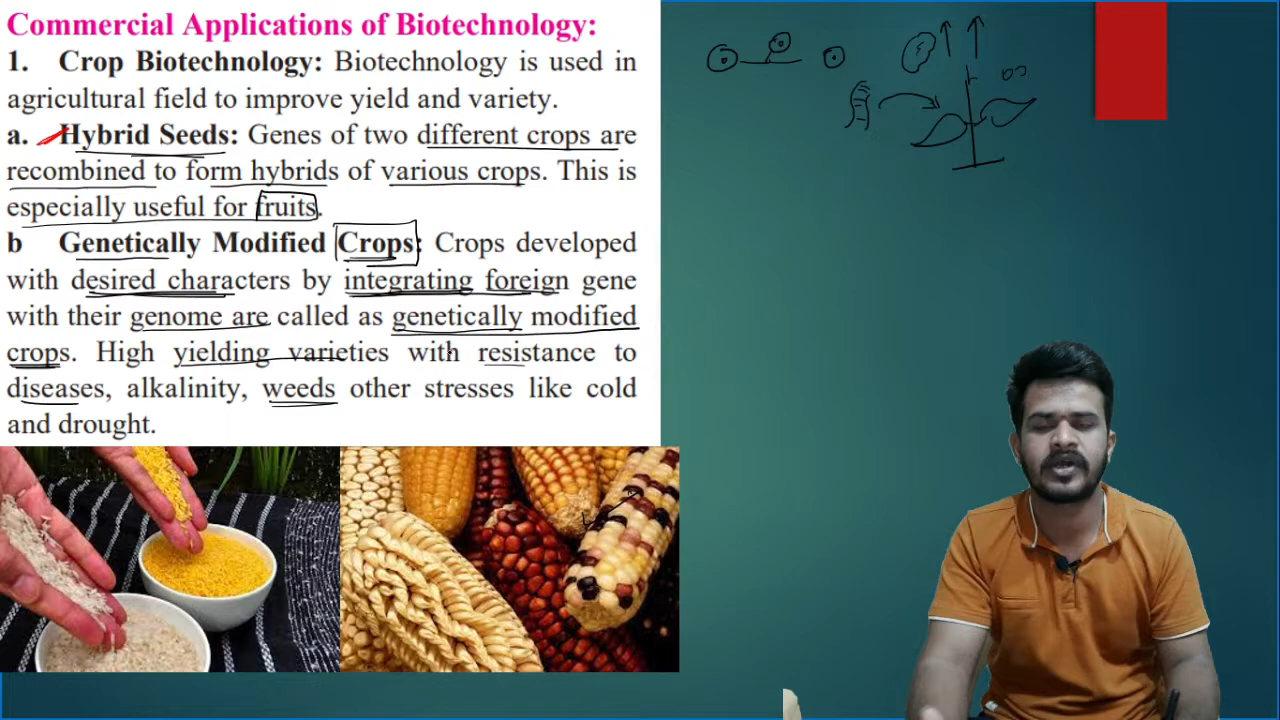 Commercial Applications of Biotechnology:
1. Crop Biotechnology: Biotechnology is used in
agricultural field to improve yield and variety.
a. Hybrid Seeds: Genes of two different crops are
recombined to form hybrids of various crops. This is
especially useful for fruits.
b Genetically Modified Crops: Crops developed
with desired characters by integrating foreign gene
with their genome are called as genetically modified
crops. High yielding varieties with resistance to
diseases, alkalinity, weeds other stresses like cold
and drought.